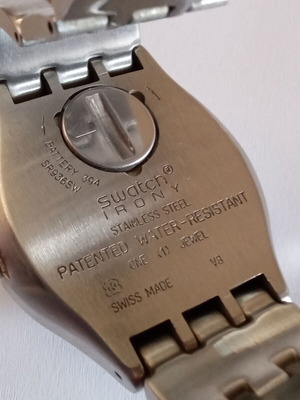 BATTERY 394
SR936SW
swatch®
IRONY
STAINLESS STEEL
PATENTED WATER-RESISTANT
ONE (1) JEWEL
SWISS MADE V8